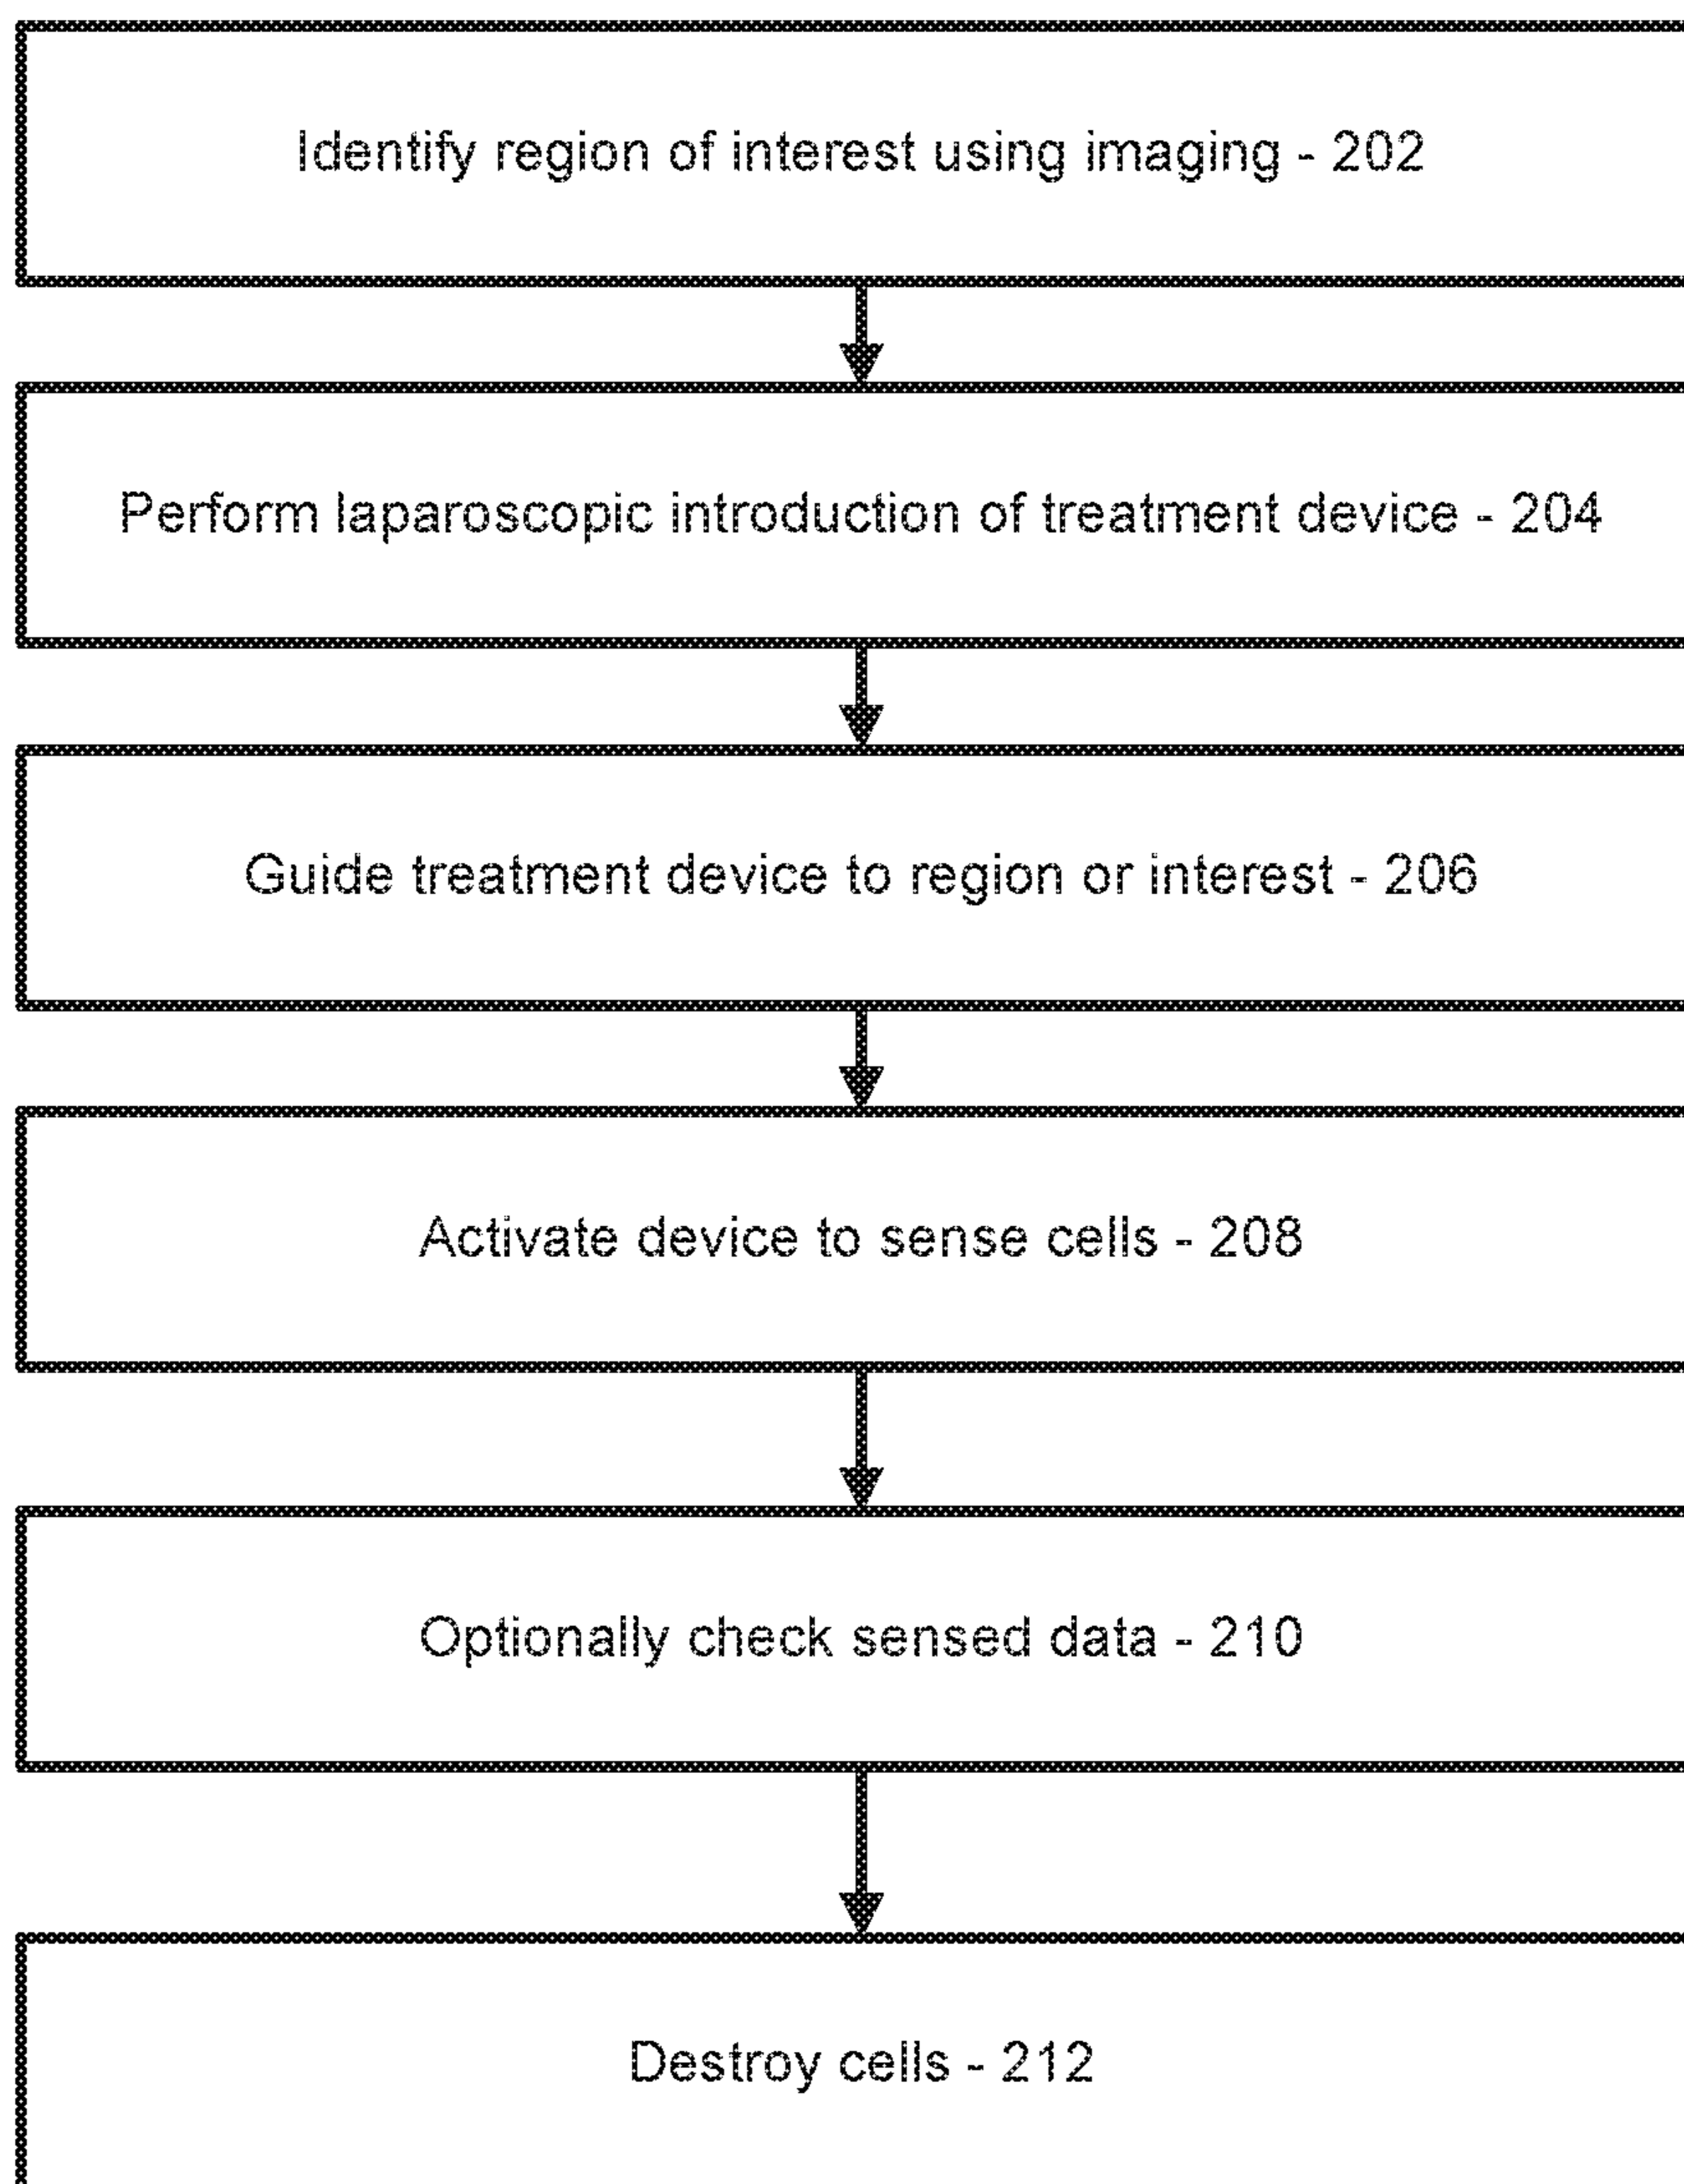 Identify region of interest using imaging - 202
Perform laparoscopic introduction of treatment device - 204
Guide treatment device to region or interest - 206
Activate device to sense cells - 208
Optionally check sensed data - 210
Destroy cells - 212